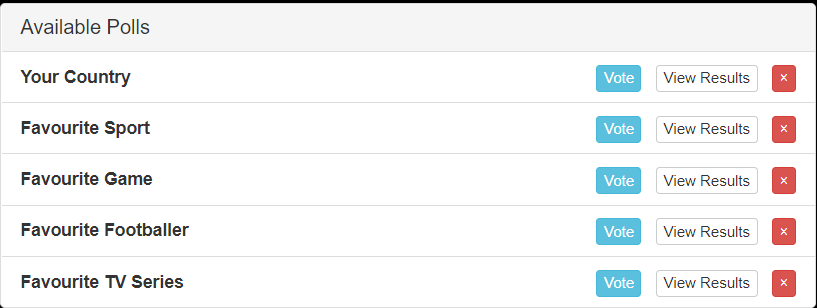 Available Polls
Your Country Vote View Results ×
Favourite Sport Vote View Results ×
Favourite Game Vote View Results ×
Favourite Footballer Vote View Results ×
Favourite TV Series Vote View Results ×